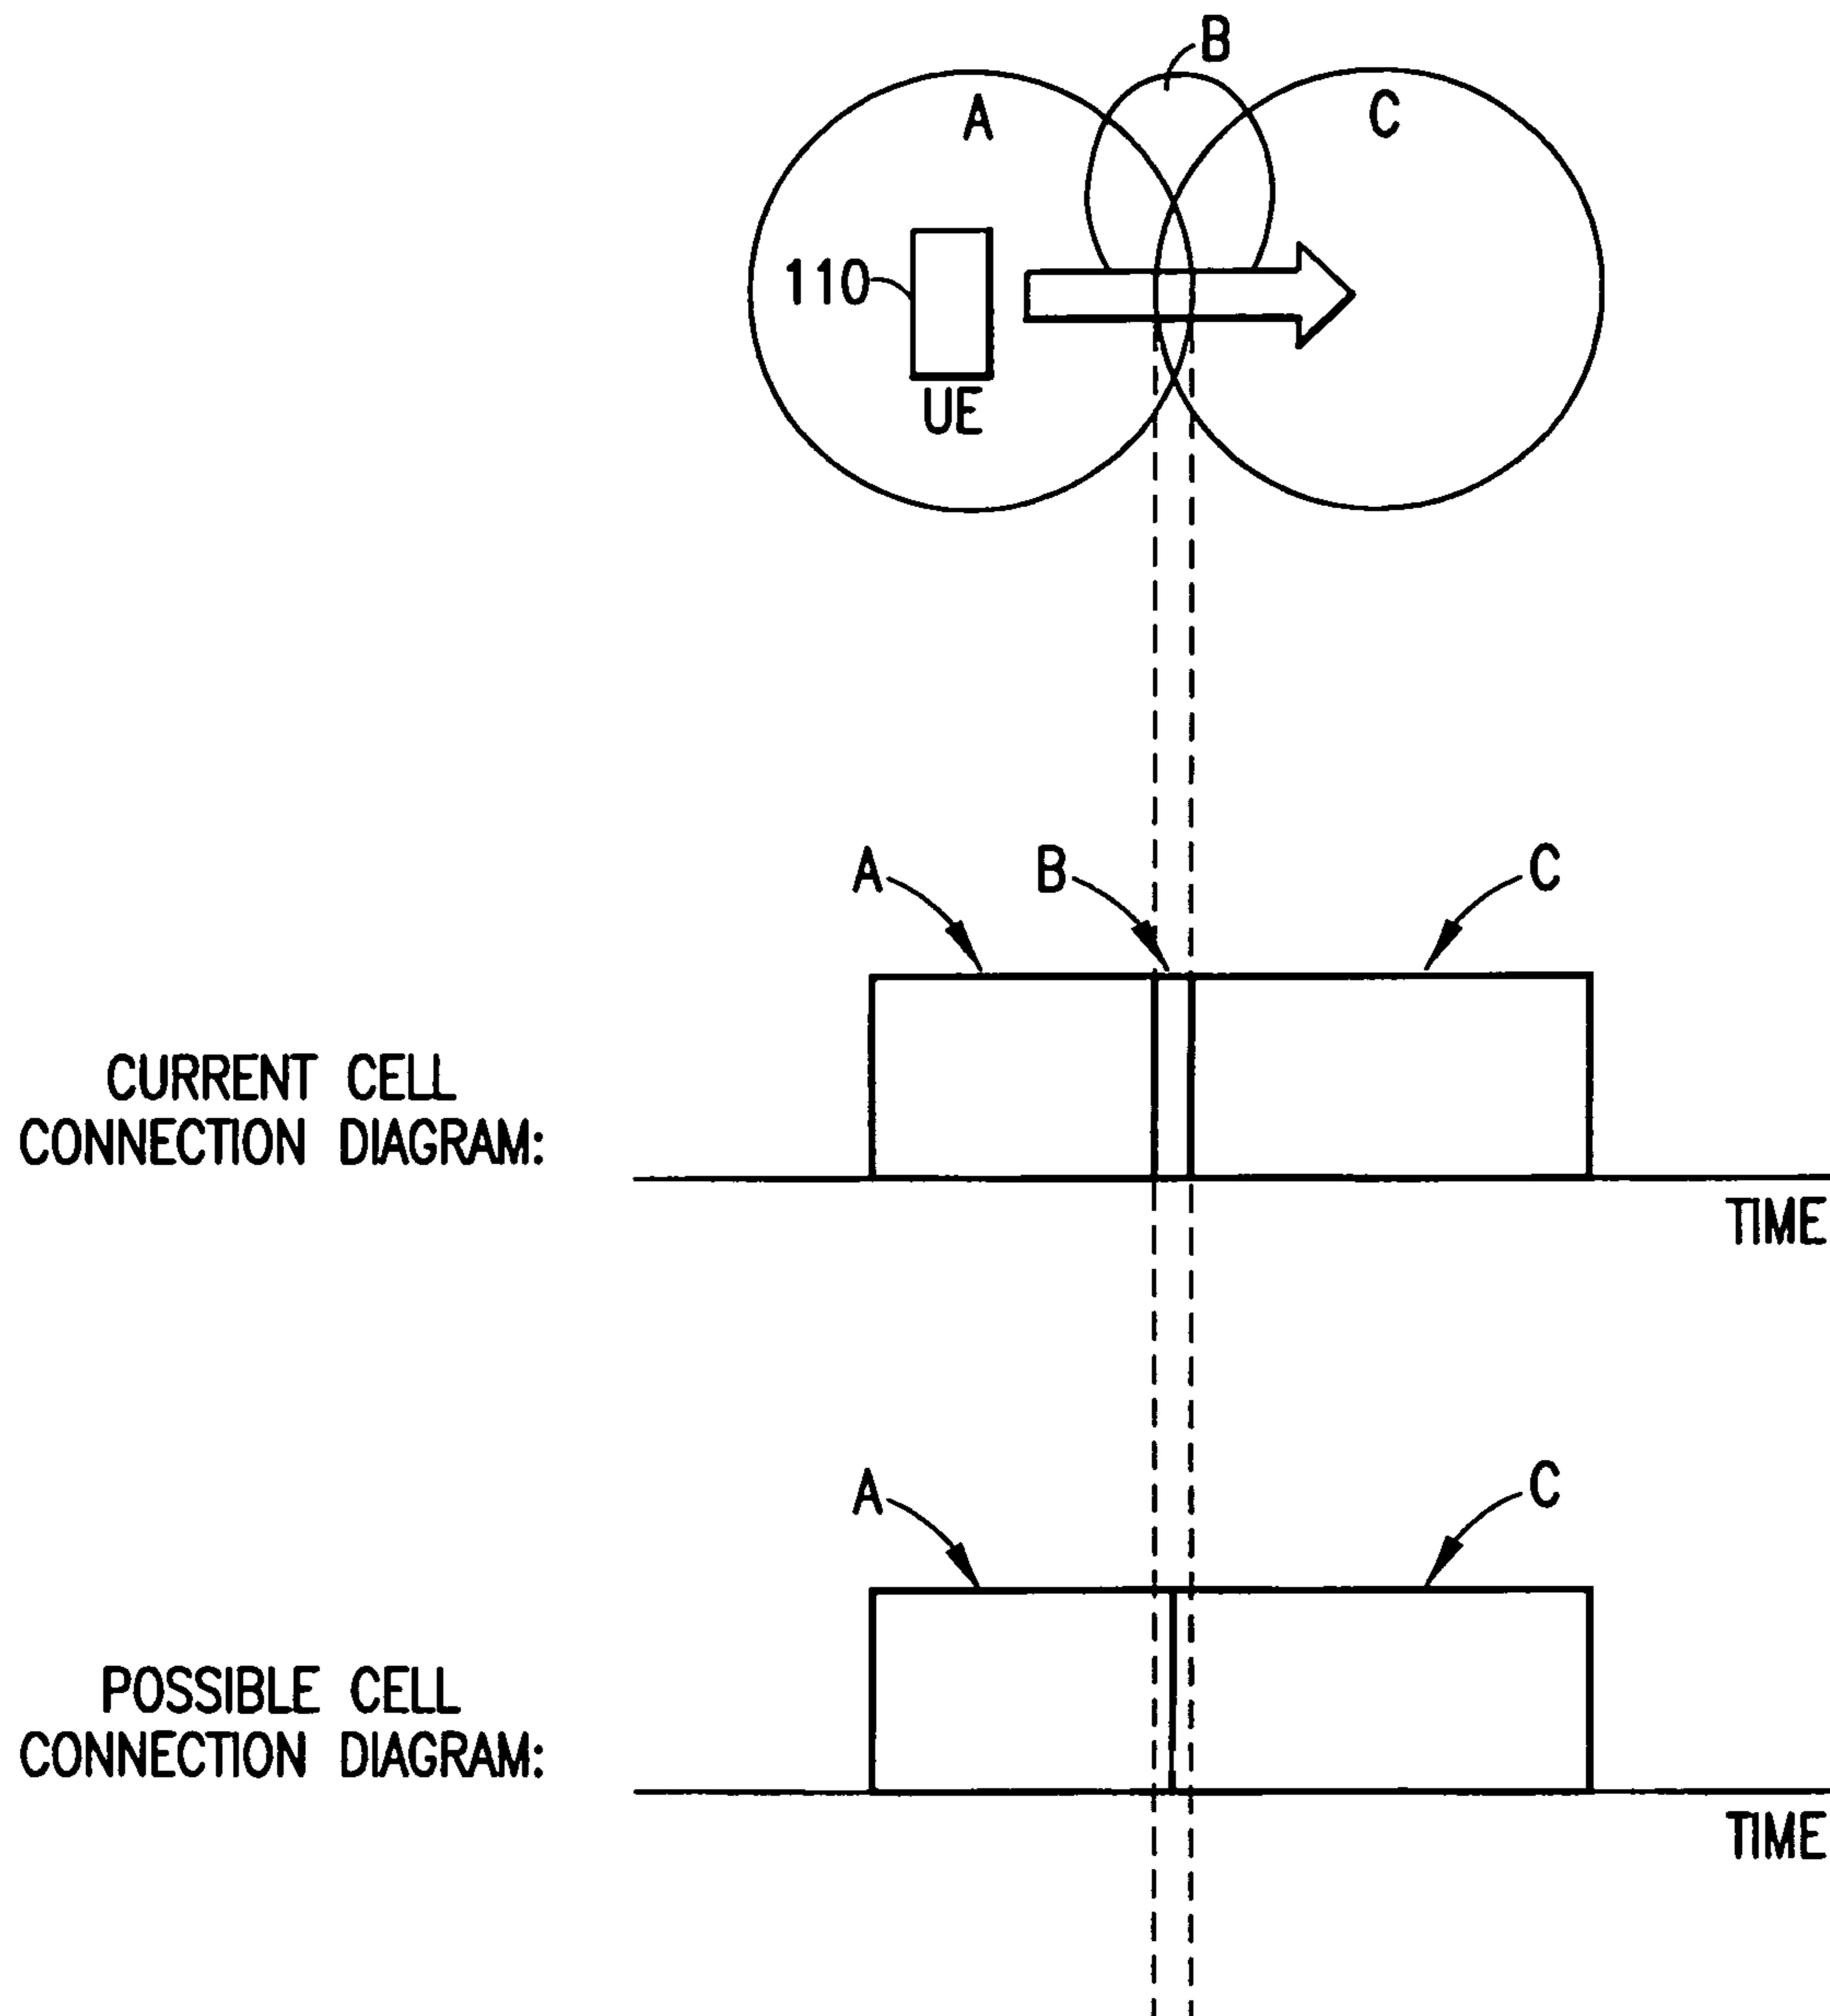 B
A
C
110
UE
A
B
C
CURRENT CELL
CONNECTION DIAGRAM:
TIME
A
C
POSSIBLE CELL
CONNECTION DIAGRAM:
TIME